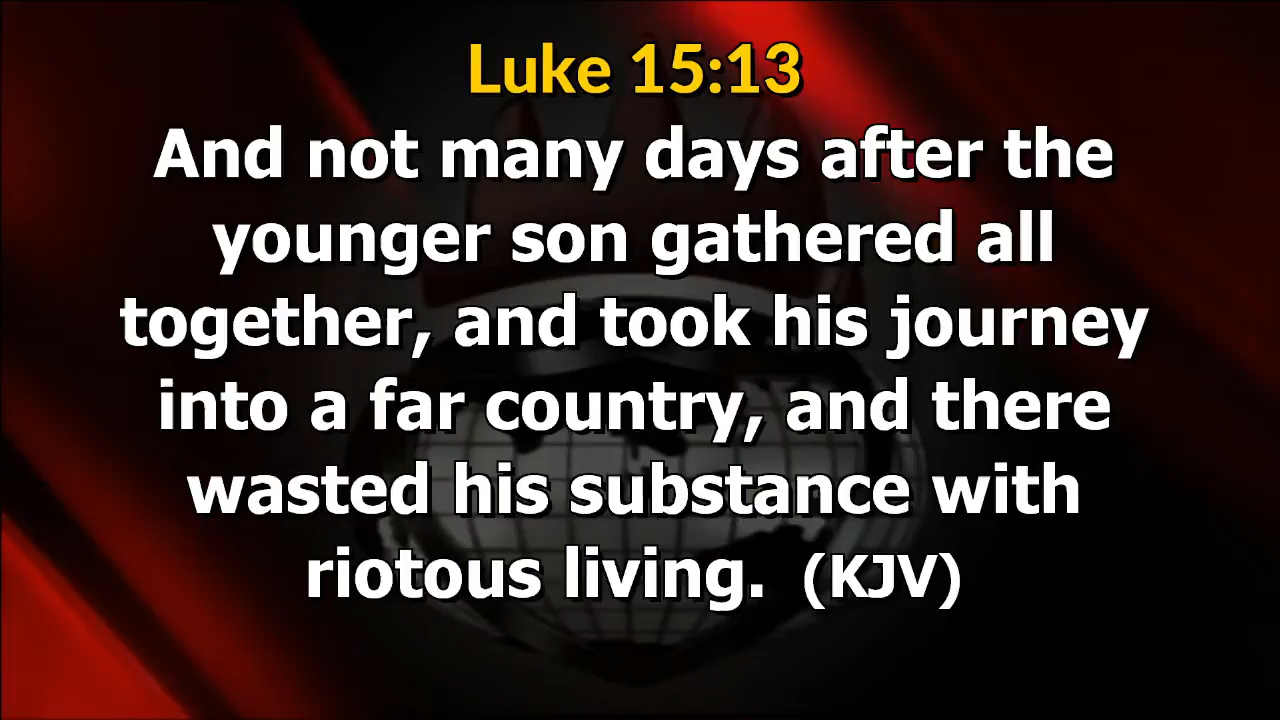 Luke 15:13
And not many days after the
younger son gathered all
together, and took his journey
into a far country, and there
wasted his substance with
riotous living.  (KJV)